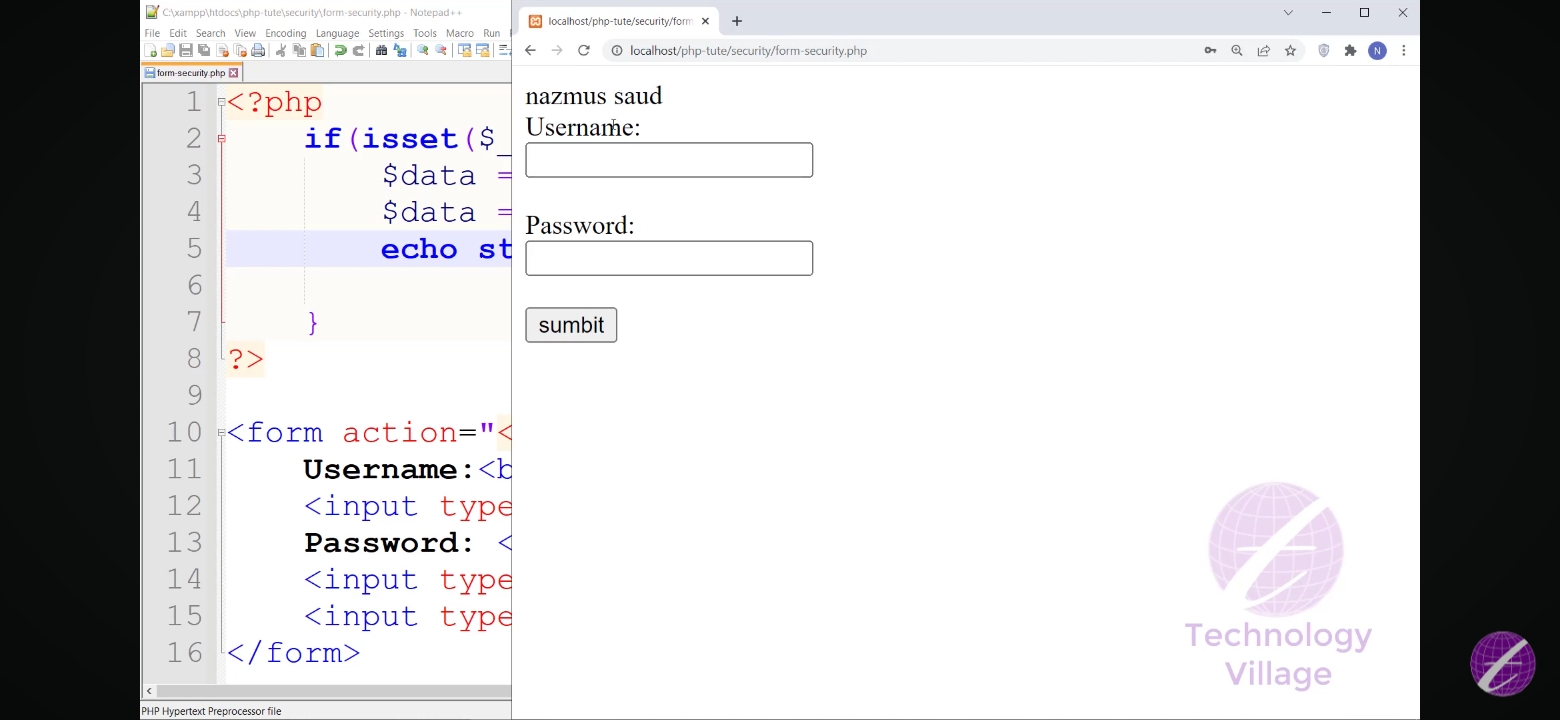 C:\xampp\htdocs\php-tute\security\form-security.php - Notepad++
File Edit Search View Encoding Language Settings Tools Macro Run
form-security.php
1 <?php
2 if(isset($_
3 $data =
4 $data =
5 echo st
6
7 }
8 ?>
9
10 <form action="<
11 Username:<b
12 <input type
13 Password: <
14 <input type
15 <input type
16 </form>
PHP Hypertext Preprocessor file
localhost/php-tute/security/form
localhost/php-tute/security/form-security.php
N
nazmus saud
Username:
Password:
sumbit
Technology
Village